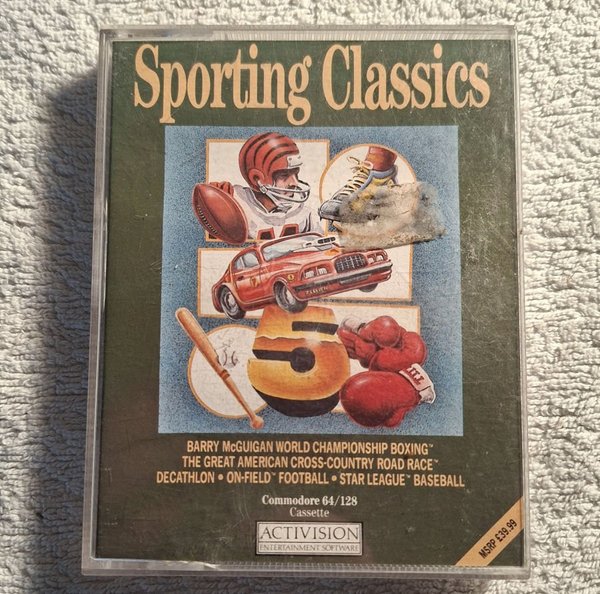 Sporting Classics
5
BARRY McGUIGAN WORLD CHAMPIONSHIP BOXING™
THE GREAT AMERICAN CROSS-COUNTRY ROAD RACE™
DECATHLON • ON-FIELD™ FOOTBALL • STAR LEAGUE™ BASEBALL
Commodore 64/128
Cassette
ACTIVISION
ENTERTAINMENT SOFTWARE
MSRP £39.99